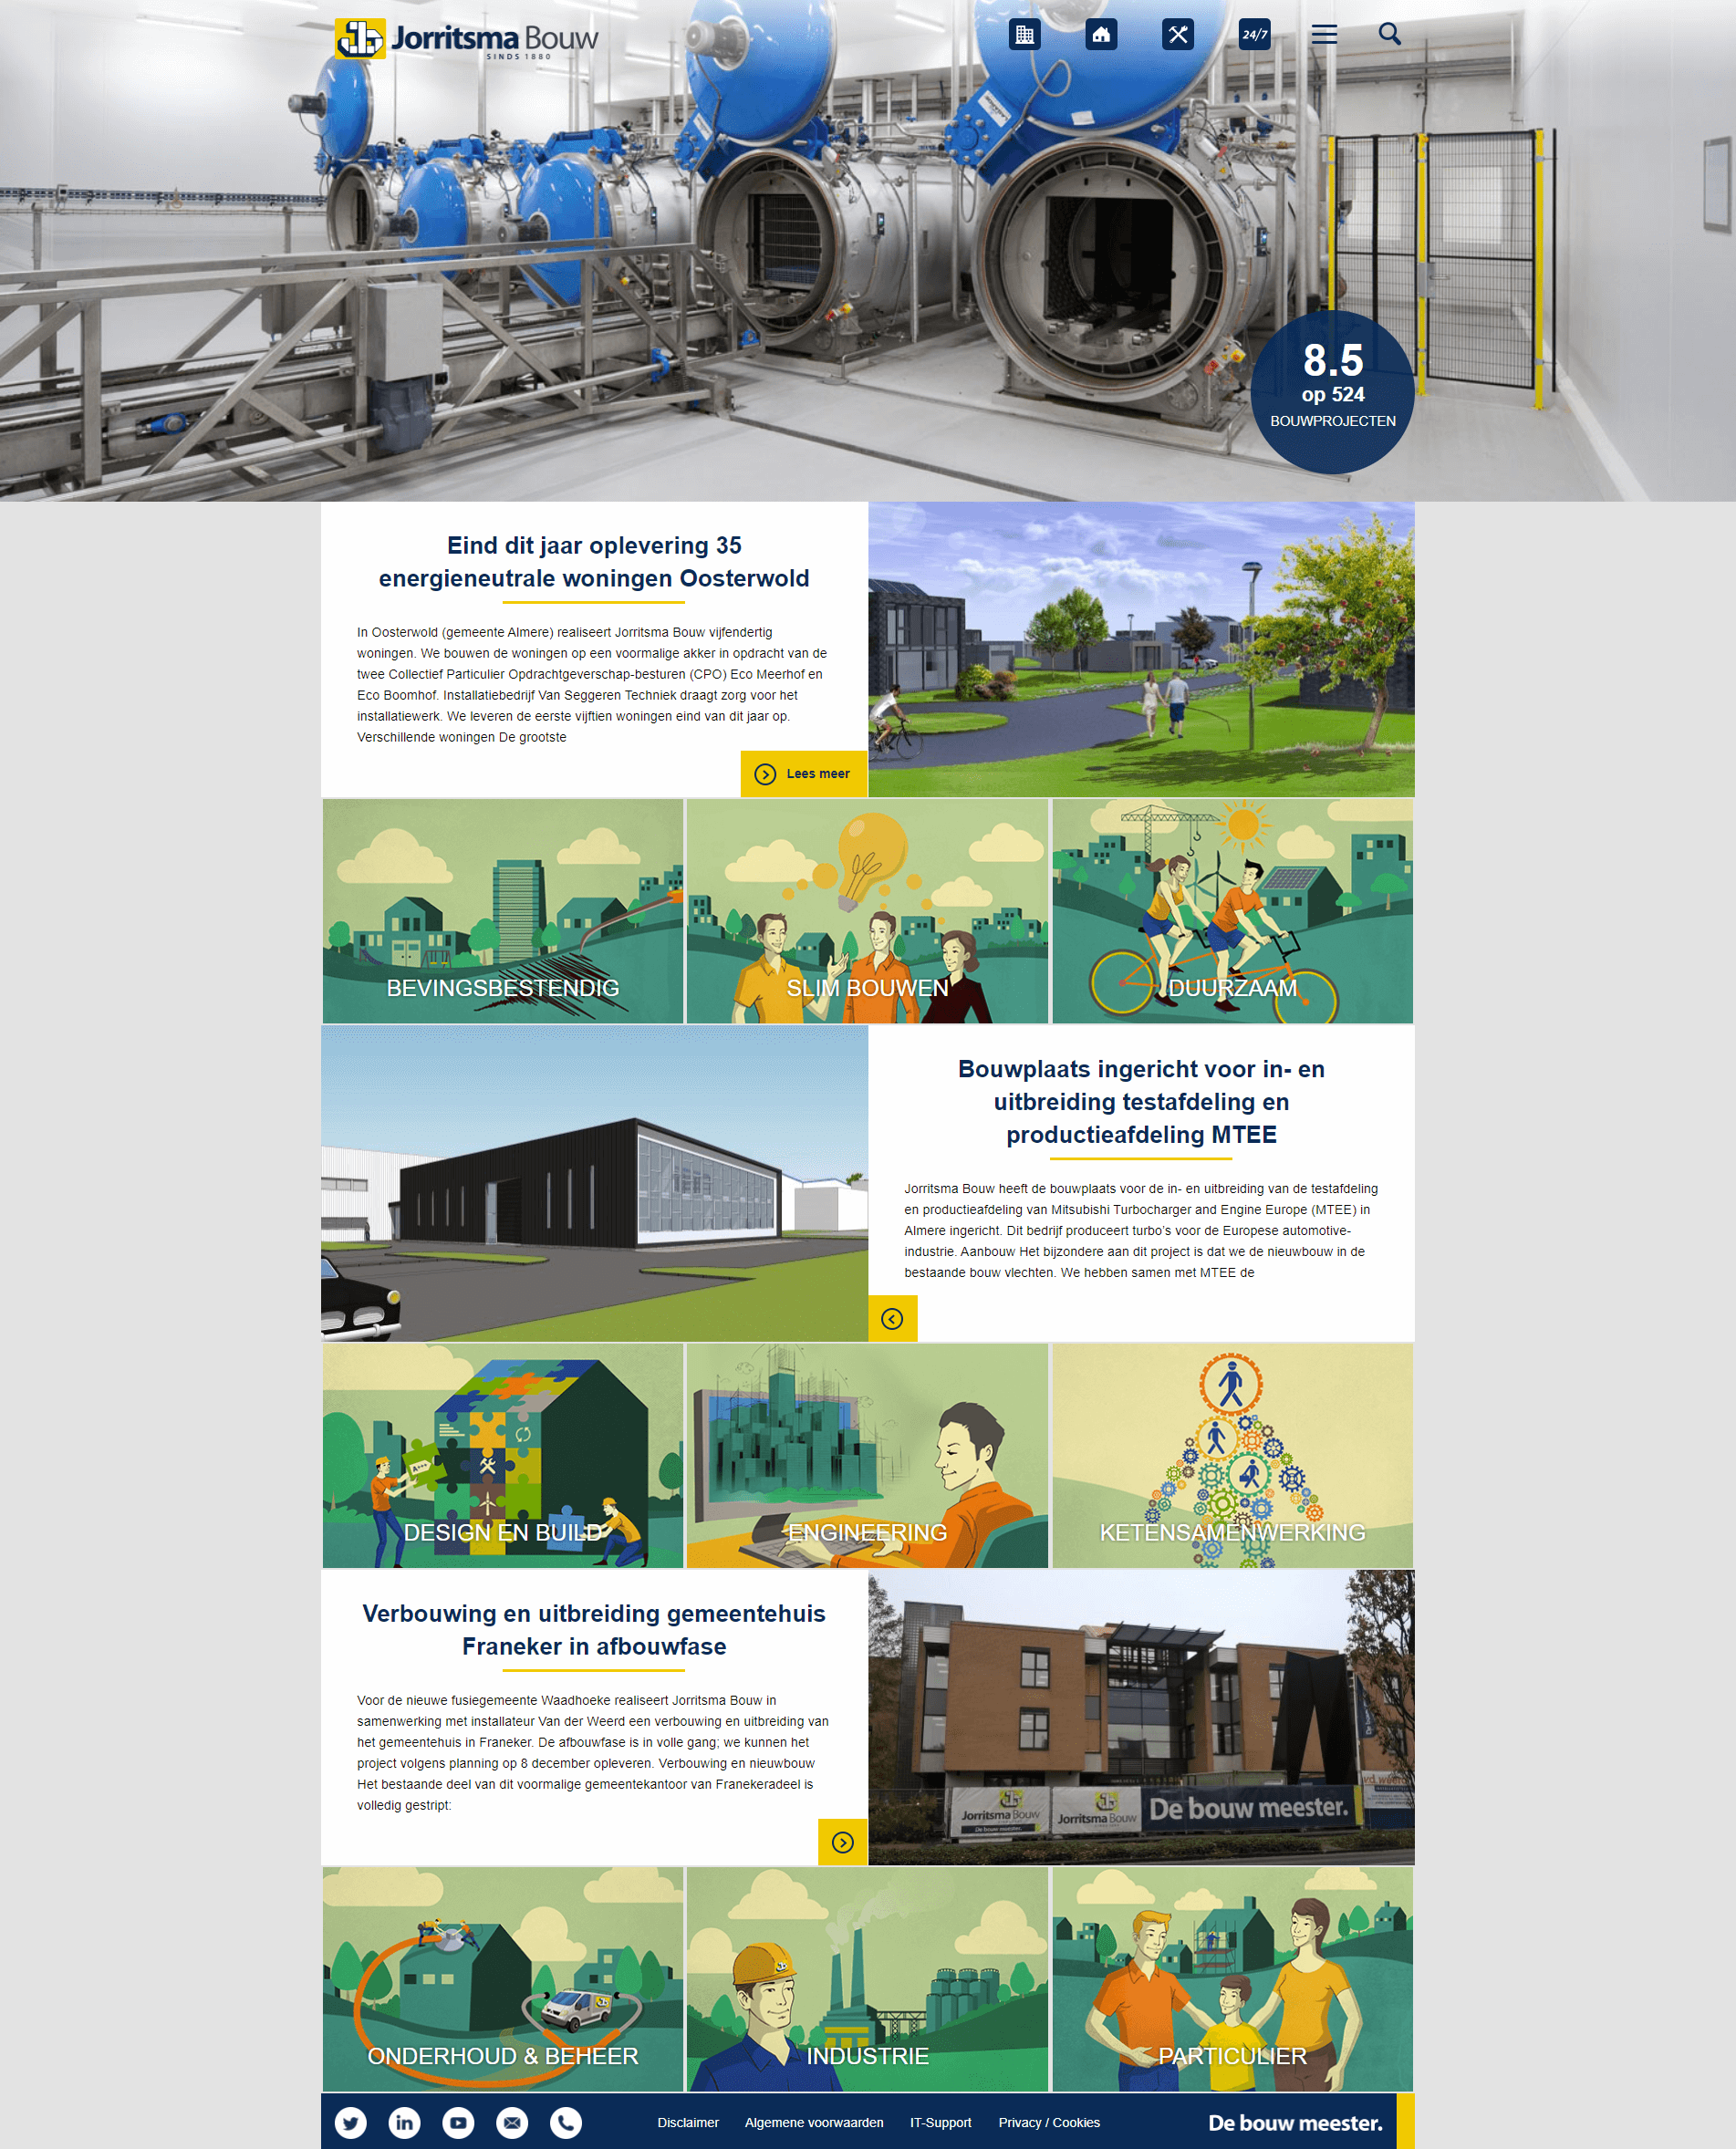 Jorritsma Bouw
SINDS 1880
24/7
8.5
op 524
BOUWPROJECTEN
Eind dit jaar oplevering 35
energieneutrale woningen Oosterwold
In Oosterwold (gemeente Almere) realiseert Jorritsma Bouw vijfendertig
woningen. We bouwen de woningen op een voormalige akker in opdracht van de
twee Collectief Particulier Opdrachtgeverschap-besturen (CPO) Eco Meerhof en
Eco Boomhof. Installatiebedrijf Van Seggeren Techniek draagt zorg voor het
installatiewerk. We leveren de eerste vijftien woningen eind van dit jaar op.
Verschillende woningen De grootste
Lees meer
BEVINGSBESTENDIG
SLIM BOUWEN
DUURZAAM
Bouwplaats ingericht voor in- en
uitbreiding testafdeling en
productieafdeling MTEE
Jorritsma Bouw heeft de bouwplaats voor de in- en uitbreiding van de testafdeling
en productieafdeling van Mitsubishi Turbocharger and Engine Europe (MTEE) in
Almere ingericht. Dit bedrijf produceert turbo’s voor de Europese automotive-
industrie. Aanbouw Het bijzondere aan dit project is dat we de nieuwbouw in de
bestaande bouw vlechten. We hebben samen met MTEE de
A+++
DESIGN EN BUILD
ENGINEERING
KETENSAMENWERKING
Verbouwing en uitbreiding gemeentehuis
Franeker in afbouwfase
Voor de nieuwe fusiegemeente Waadhoeke realiseert Jorritsma Bouw in
samenwerking met installateur Van der Weerd een verbouwing en uitbreiding van
het gemeentehuis in Franeker. De afbouwfase is in volle gang; we kunnen het
project volgens planning op 8 december opleveren. Verbouwing en nieuwbouw
Het bestaande deel van dit voormalige gemeentekantoor van Franekeradeel is
volledig gestript:
Jorritsma Bouw
De bouw meester.
Jorritsma Bouw
De bouw meester.
v.d. weerd
ONDERHOUD & BEHEER
INDUSTRIE
PARTICULIER
Disclaimer
Algemene voorwaarden
IT-Support
Privacy / Cookies
De bouw meester.